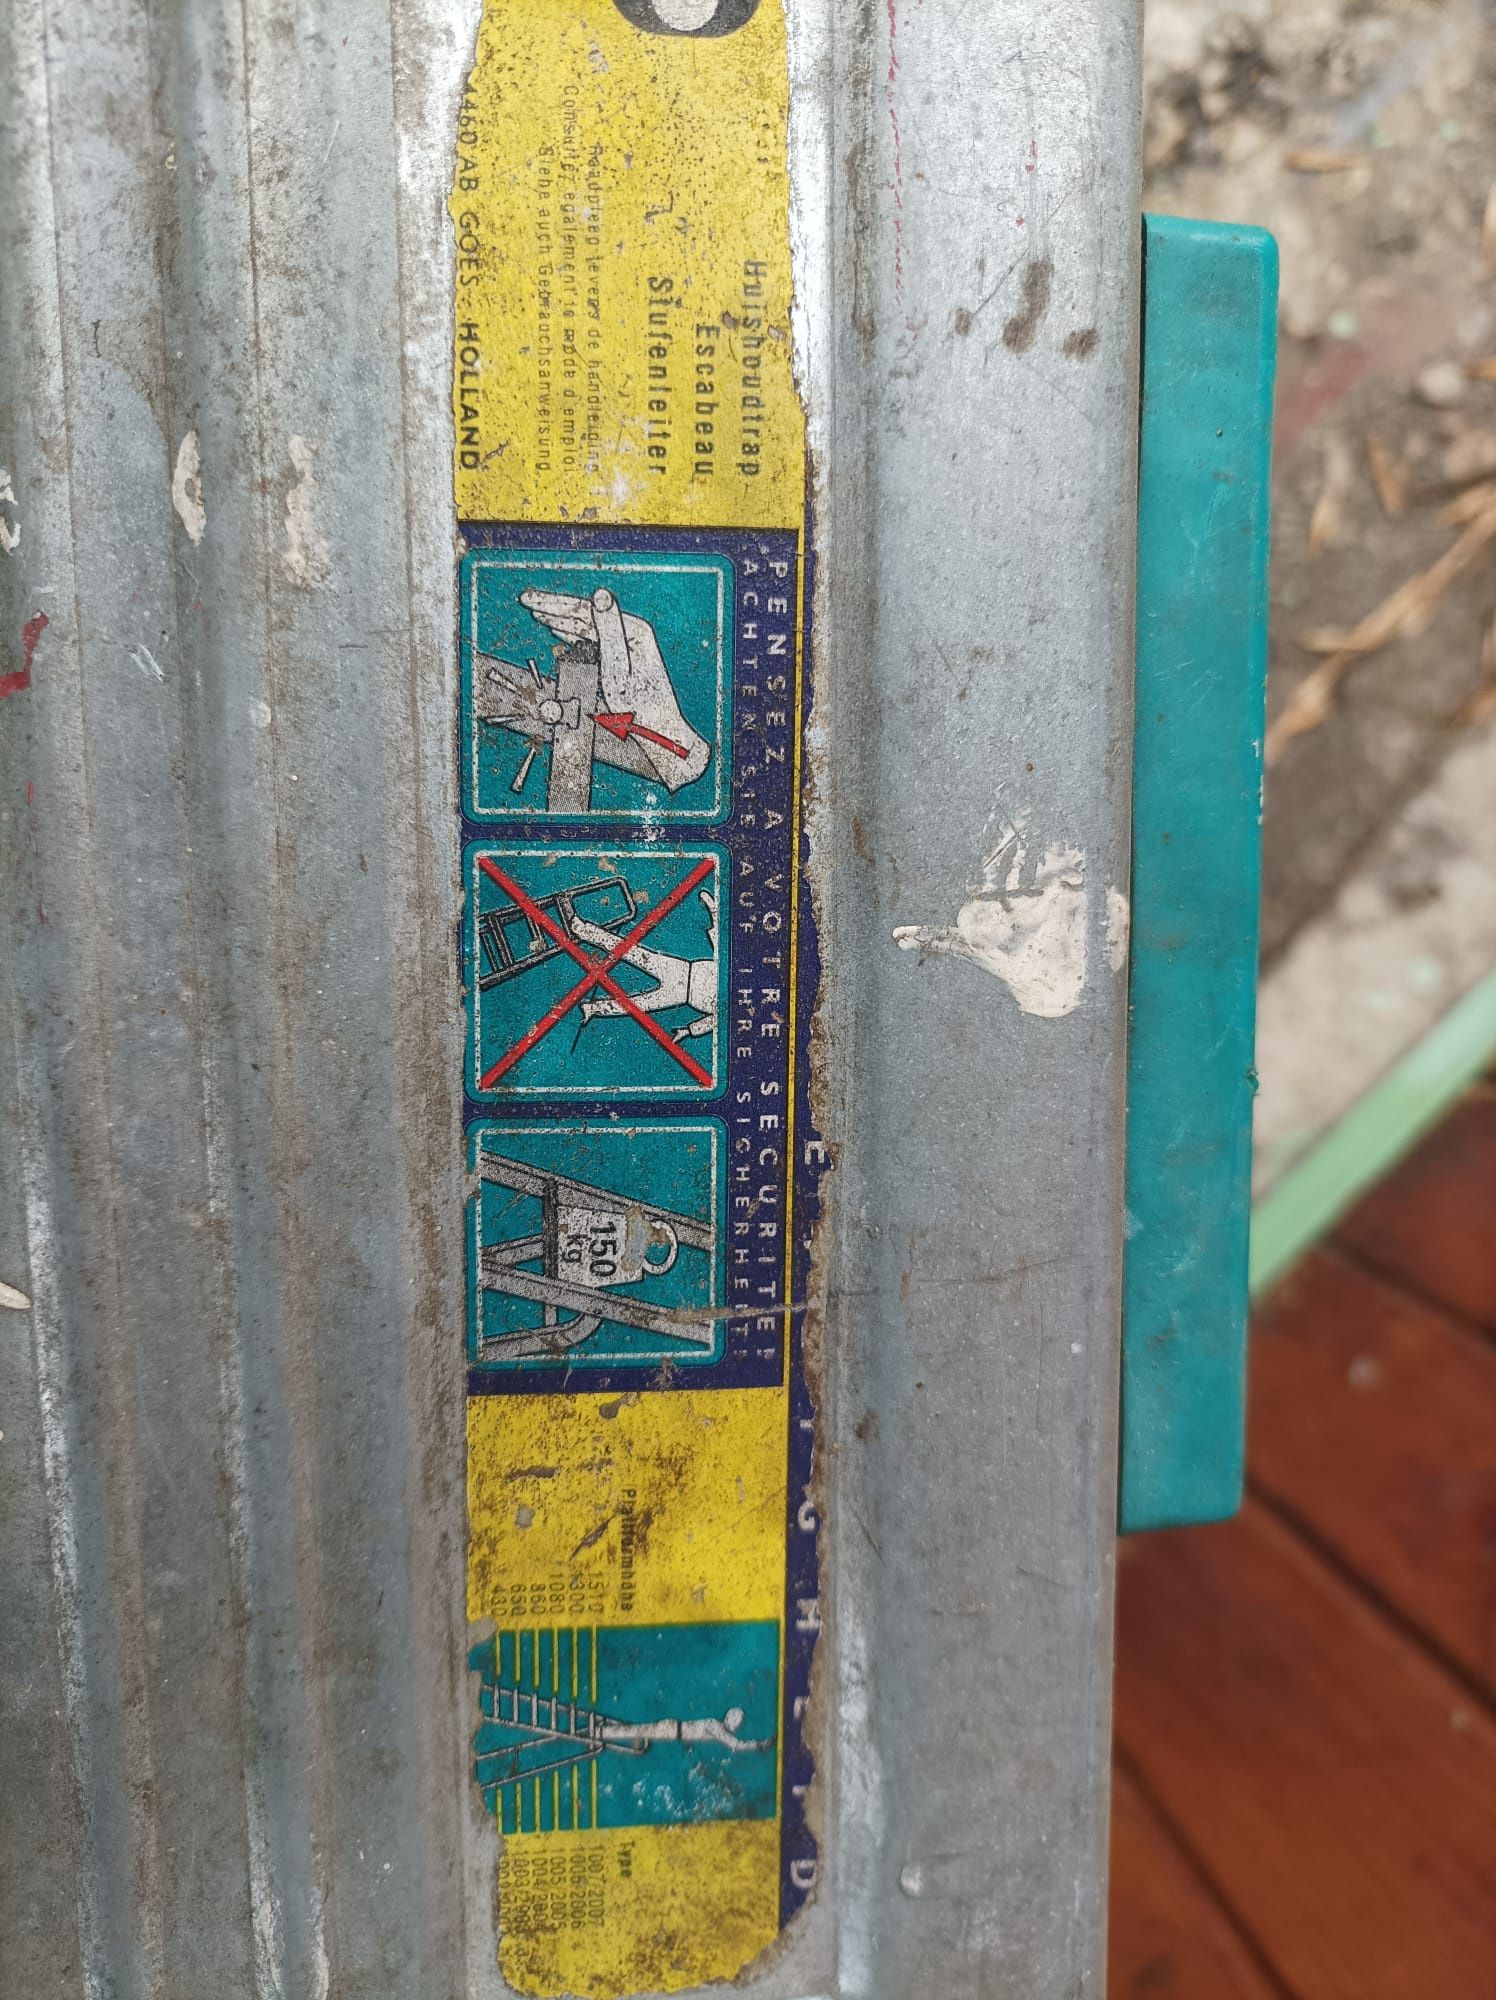 4460 AB GOES - HOLLAND
Huishoudtrap
Escabeau
Stufenleiter
Raadpleeg tevens de handleiding
Consultez également le mode d'emploi
Siehe auch Gebrauchsanweisung
PENSEZ A VOTRE SECURITE!
ACHTEN SIE AUF IHRE SICHERHEIT!
150
kg
Plattformhöhe
1510
1300
1080
860
650
430
Type
1007/2007
1006/2006
1005/2005